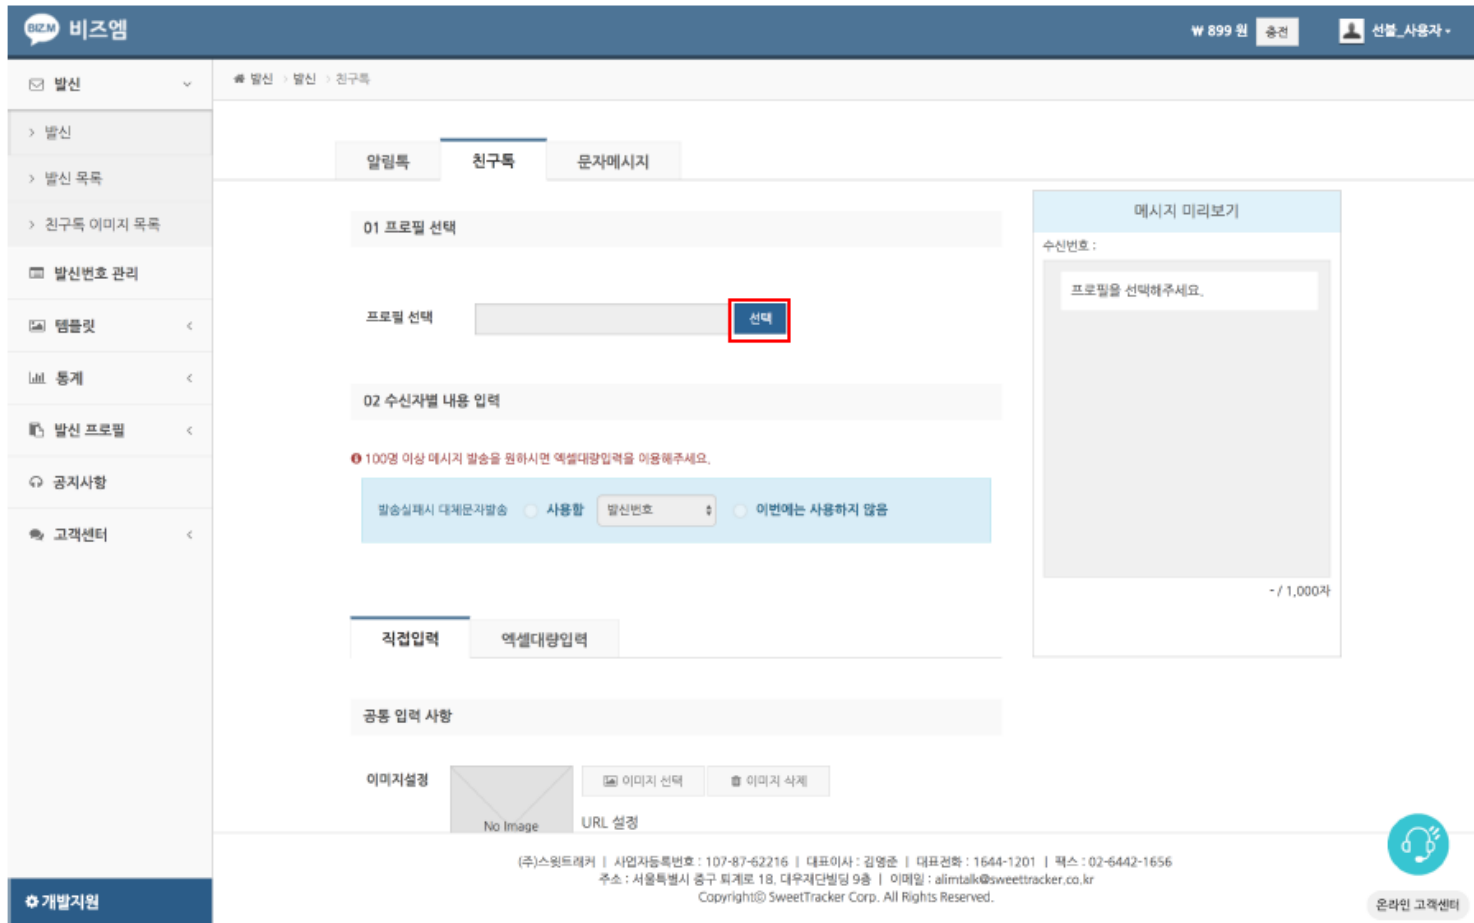 BIZ.M 비즈엠
₩ 899 원 충전 선불_사용자
발신
발신
발신 목록
친구톡 이미지 목록
발신번호 관리
템플릿
통계
발신 프로필
공지사항
고객센터
개발지원
발신 > 발신 > 친구톡
알림톡 친구톡 문자메시지
01 프로필 선택
프로필 선택 선택
02 수신자별 내용 입력
100명 이상 메시지 발송을 원하시면 엑셀대량입력을 이용해주세요.
발송실패시 대체문자발송 사용함 발신번호 이번에는 사용하지 않음
직접입력 엑셀대량입력
공통 입력 사항
이미지설정 이미지 선택 이미지 삭제
No Image URL 설정
메시지 미리보기
수신번호 :
프로필을 선택해주세요.
- / 1,000자
(주)스윗트래커 | 사업자등록번호 : 107-87-62216 | 대표이사 : 김영준 | 대표전화 : 1644-1201 | 팩스 : 02-6442-1656
주소 : 서울특별시 중구 퇴계로 18, 대우재단빌딩 9층 | 이메일 : alimtalk@sweettracker.co.kr
Copyrightⓒ SweetTracker Corp. All Rights Reserved.
온라인 고객센터